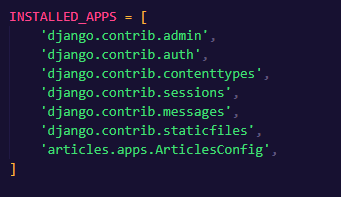 INSTALLED_APPS = [
    'django.contrib.admin',
    'django.contrib.auth',
    'django.contrib.contenttypes',
    'django.contrib.sessions',
    'django.contrib.messages',
    'django.contrib.staticfiles',
    'articles.apps.ArticlesConfig',
]